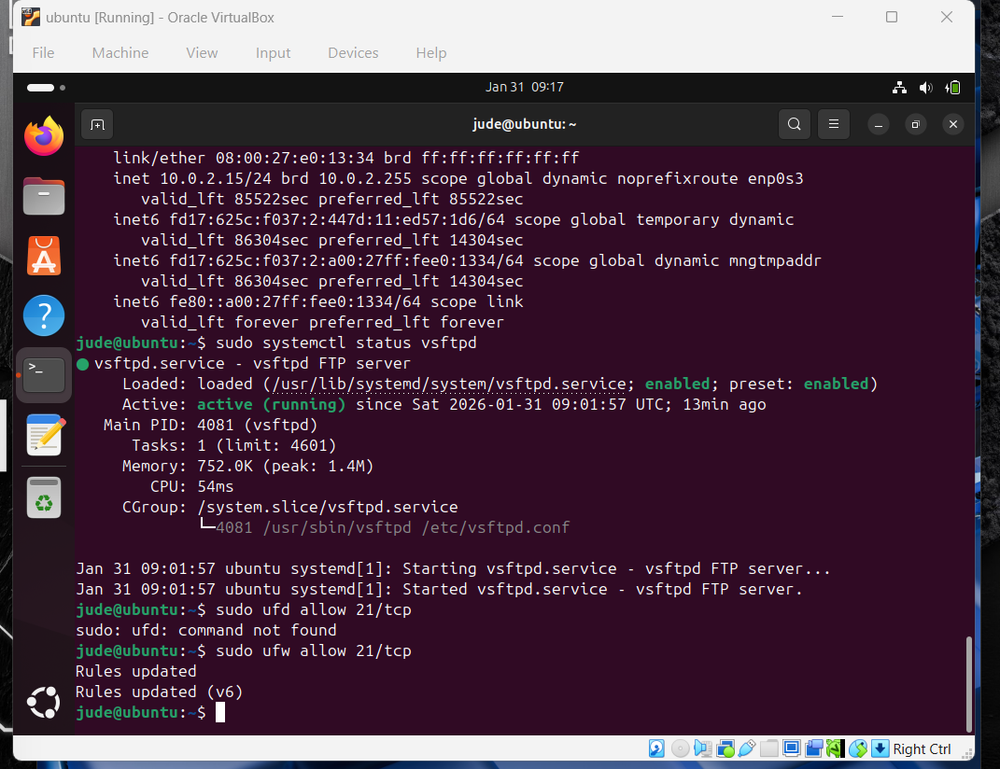 ubuntu [Running] - Oracle VirtualBox
File Machine View Input Devices Help
Jan 31 09:17
jude@ubuntu: ~
link/ether 08:00:27:e0:13:34 brd ff:ff:ff:ff:ff:ff
inet 10.0.2.15/24 brd 10.0.2.255 scope global dynamic noprefixroute enp0s3
valid_lft 85522sec preferred_lft 85522sec
inet6 fd17:625c:f037:2:447d:11:ed57:1d6/64 scope global temporary dynamic
valid_lft 86304sec preferred_lft 14304sec
inet6 fd17:625c:f037:2:a00:27ff:fee0:1334/64 scope global dynamic mngtmpaddr
valid_lft 86304sec preferred_lft 14304sec
inet6 fe80::a00:27ff:fee0:1334/64 scope link
valid_lft forever preferred_lft forever
jude@ubuntu:~$ sudo systemctl status vsftpd
● vsftpd.service - vsftpd FTP server
Loaded: loaded (/usr/lib/systemd/system/vsftpd.service; enabled; preset: enabled)
Active: active (running) since Sat 2026-01-31 09:01:57 UTC; 13min ago
Main PID: 4081 (vsftpd)
Tasks: 1 (limit: 4601)
Memory: 752.0K (peak: 1.4M)
CPU: 54ms
CGroup: /system.slice/vsftpd.service
└─4081 /usr/sbin/vsftpd /etc/vsftpd.conf
Jan 31 09:01:57 ubuntu systemd[1]: Starting vsftpd.service - vsftpd FTP server...
Jan 31 09:01:57 ubuntu systemd[1]: Started vsftpd.service - vsftpd FTP server.
jude@ubuntu:~$ sudo ufd allow 21/tcp
sudo: ufd: command not found
jude@ubuntu:~$ sudo ufw allow 21/tcp
Rules updated
Rules updated (v6)
jude@ubuntu:~$
Right Ctrl